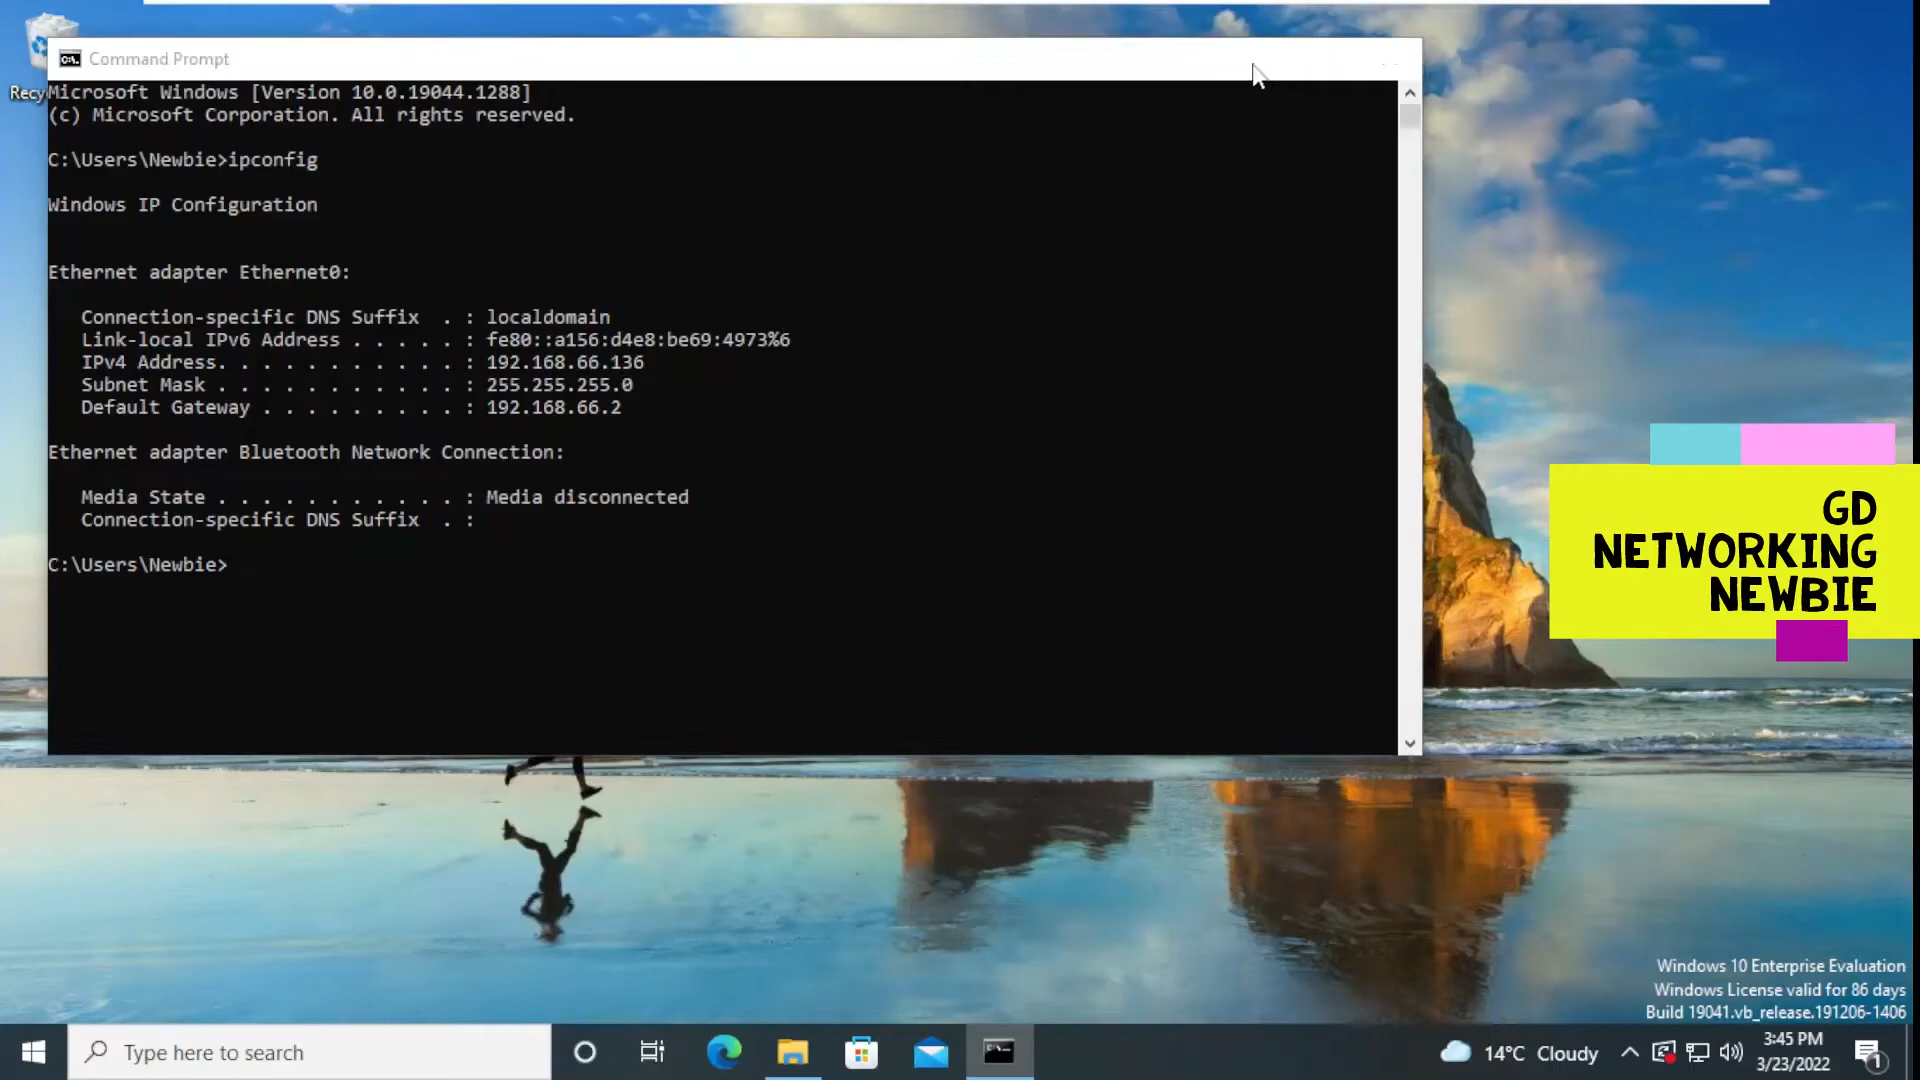 Command Prompt
Recy
Microsoft Windows [Version 10.0.19044.1288]
(c) Microsoft Corporation. All rights reserved.
C:\Users\Newbie>ipconfig
Windows IP Configuration
Ethernet adapter Ethernet0:
Connection-specific DNS Suffix . : localdomain
Link-local IPv6 Address . . . . . : fe80::a156:d4e8:be69:4973%6
IPv4 Address. . . . . . . . . . . : 192.168.66.136
Subnet Mask . . . . . . . . . . . : 255.255.255.0
Default Gateway . . . . . . . . . : 192.168.66.2
Ethernet adapter Bluetooth Network Connection:
Media State . . . . . . . . . . . : Media disconnected
Connection-specific DNS Suffix . :
C:\Users\Newbie>
GD
NETWORKING
NEWBIE
Windows 10 Enterprise Evaluation
Windows License valid for 86 days
Build 19041.vb_release.191206-1406
Type here to search
14°C Cloudy
3:45 PM
3/23/2022
1